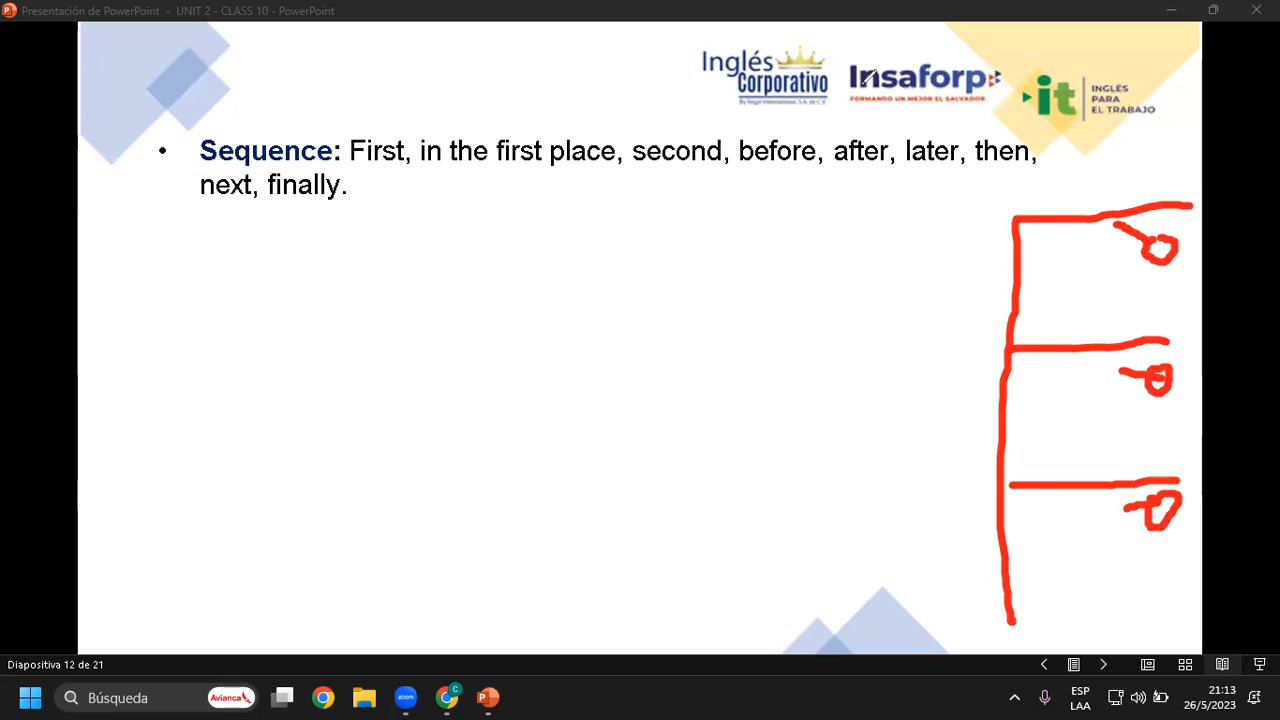 Presentación de PowerPoint - UNIT 2 - CLASS 10 - PowerPoint
Inglés
Corporativo
Insaforp
FORMANDO UN MEJOR EL SALVADOR
it
INGLÉS
PARA
EL TRABAJO
• Sequence: First, in the first place, second, before, after, later, then,
next, finally.
Diapositiva 12 de 21
Búsqueda
Avianca
zoom
C
ESP
LAA
21:13
26/5/2023